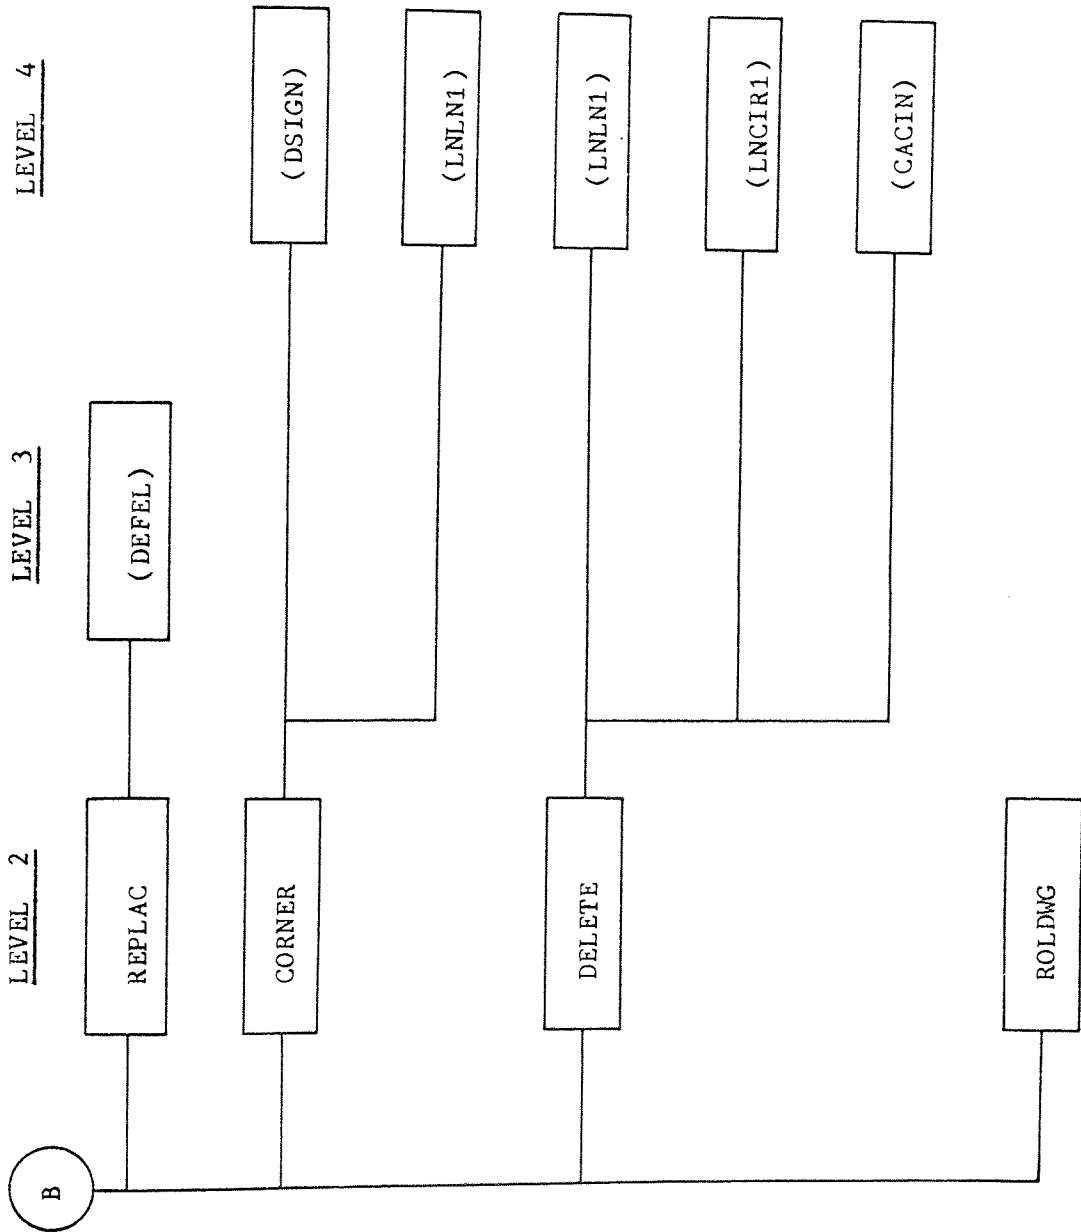 LEVEL 2
LEVEL 3
LEVEL 4
B
REPLAC
(DEFEL)
CORNER
(DSIGN)
(LNLN1)
DELETE
(LNLN1)
(LNCIR1)
(CACIN)
ROLDWG